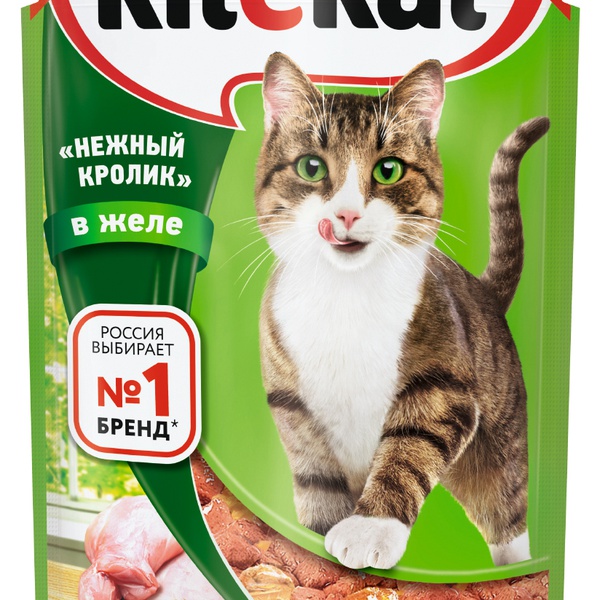 Kitekat
«НЕЖНЫЙ
КРОЛИК»
в желе
РОССИЯ
ВЫБИРАЕТ
№1
БРЕНД*